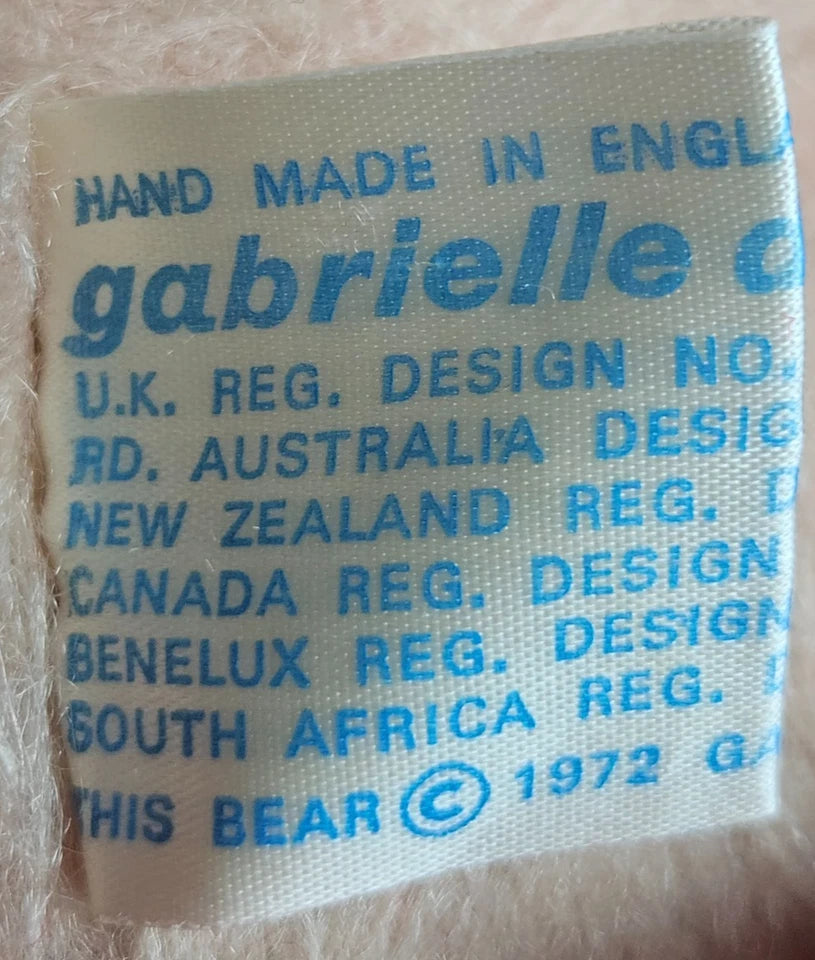 HAND MADE IN ENGL
gabrielle
U.K. REG. DESIGN NO.
RD. AUSTRALIA DESIG
NEW ZEALAND REG. D
CANADA REG. DESIGN
BENELUX REG. DESIGN
SOUTH AFRICA REG.
THIS BEAR © 1972 GA